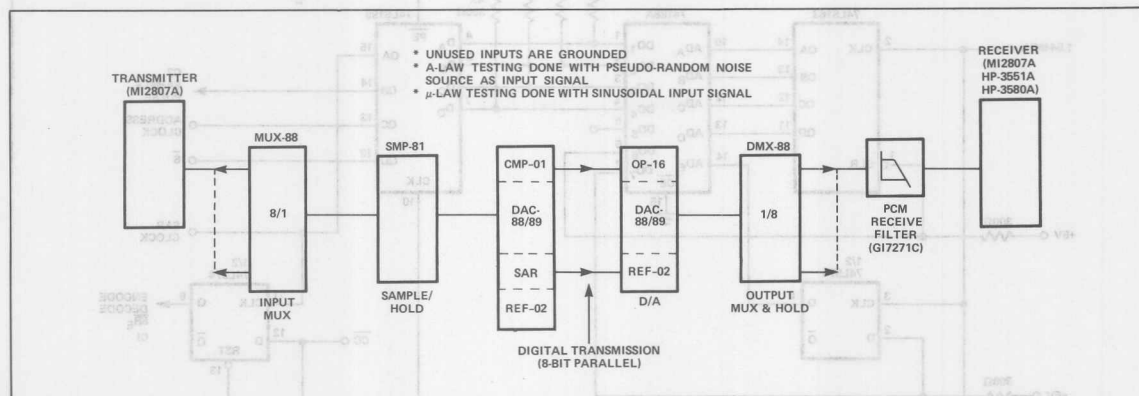 * UNUSED INPUTS ARE GROUNDED
* A-LAW TESTING DONE WITH PSEUDO-RANDOM NOISE
SOURCE AS INPUT SIGNAL
* μ-LAW TESTING DONE WITH SINUSOIDAL INPUT SIGNAL
TRANSMITTER
(MI2807A)
MUX-88
8/1
INPUT
MUX
SMP-81
SAMPLE/
HOLD
CMP-01
DAC-
88/89
SAR
REF-02
DIGITAL TRANSMISSION
(8-BIT PARALLEL)
OP-16
DAC-
88/89
REF-02
D/A
DMX-88
1/8
OUTPUT
MUX & HOLD
PCM
RECEIVE
FILTER
(GI7271C)
RECEIVER
(MI2807A
HP-3551A
HP-3580A)